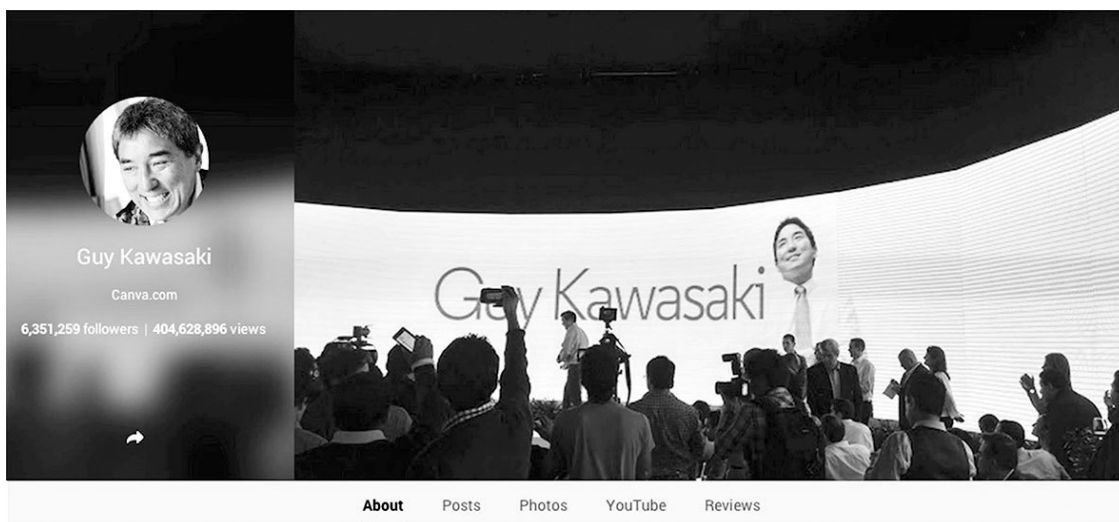 Guy Kawasaki
Canva.com
6,351,259 followers | 404,628,896 views
Guy Kawasaki
About Posts Photos YouTube Reviews